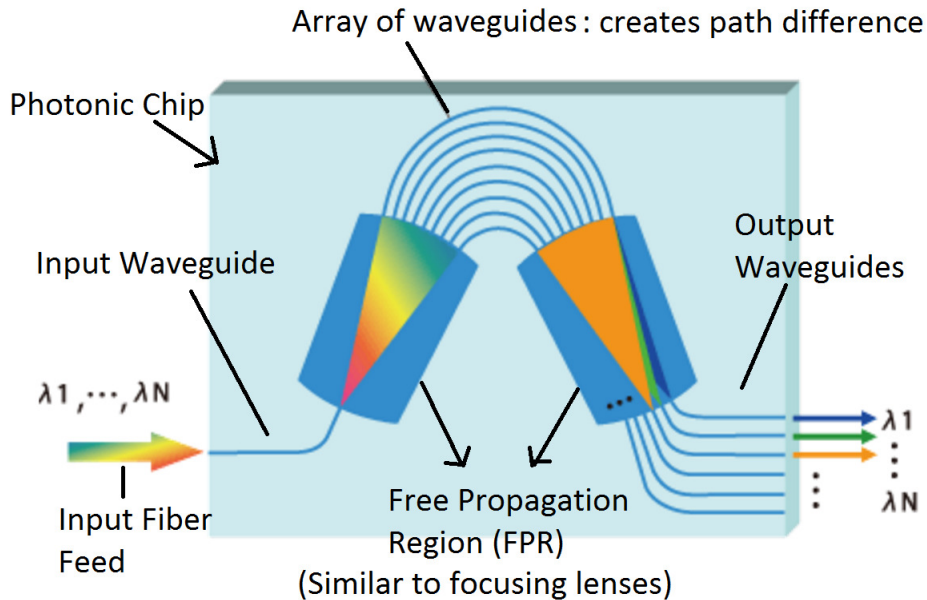 Array of waveguides: creates path difference
Photonic Chip
Input Waveguide
Output
Waveguides
λ1,⋯,λN
λ1
λN
Input Fiber
Feed
Free Propagation
Region (FPR)
(Similar to focusing lenses)